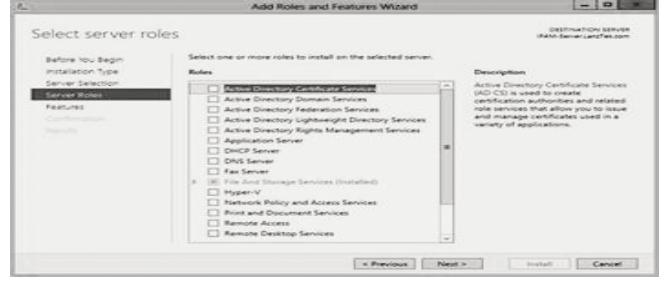 Add Roles and Features Wizard
Select server roles
DESTINATION SERVER
IPAM-Server.LanzTes.com
Before You Begin
Installation Type
Server Selection
Server Roles
Features
Confirmation
Results
Select one or more roles to install on the selected server.
Roles
Active Directory Certificate Services
Active Directory Domain Services
Active Directory Federation Services
Active Directory Lightweight Directory Services
Active Directory Rights Management Services
Application Server
DHCP Server
DNS Server
Fax Server
File And Storage Services (Installed)
Hyper-V
Network Policy and Access Services
Print and Document Services
Remote Access
Remote Desktop Services
Description
Active Directory Certificate Services
(AD CS) is used to create
certification authorities and related
role services that allow you to issue
and manage certificates used in a
variety of applications.
< Previous
Next >
Install
Cancel